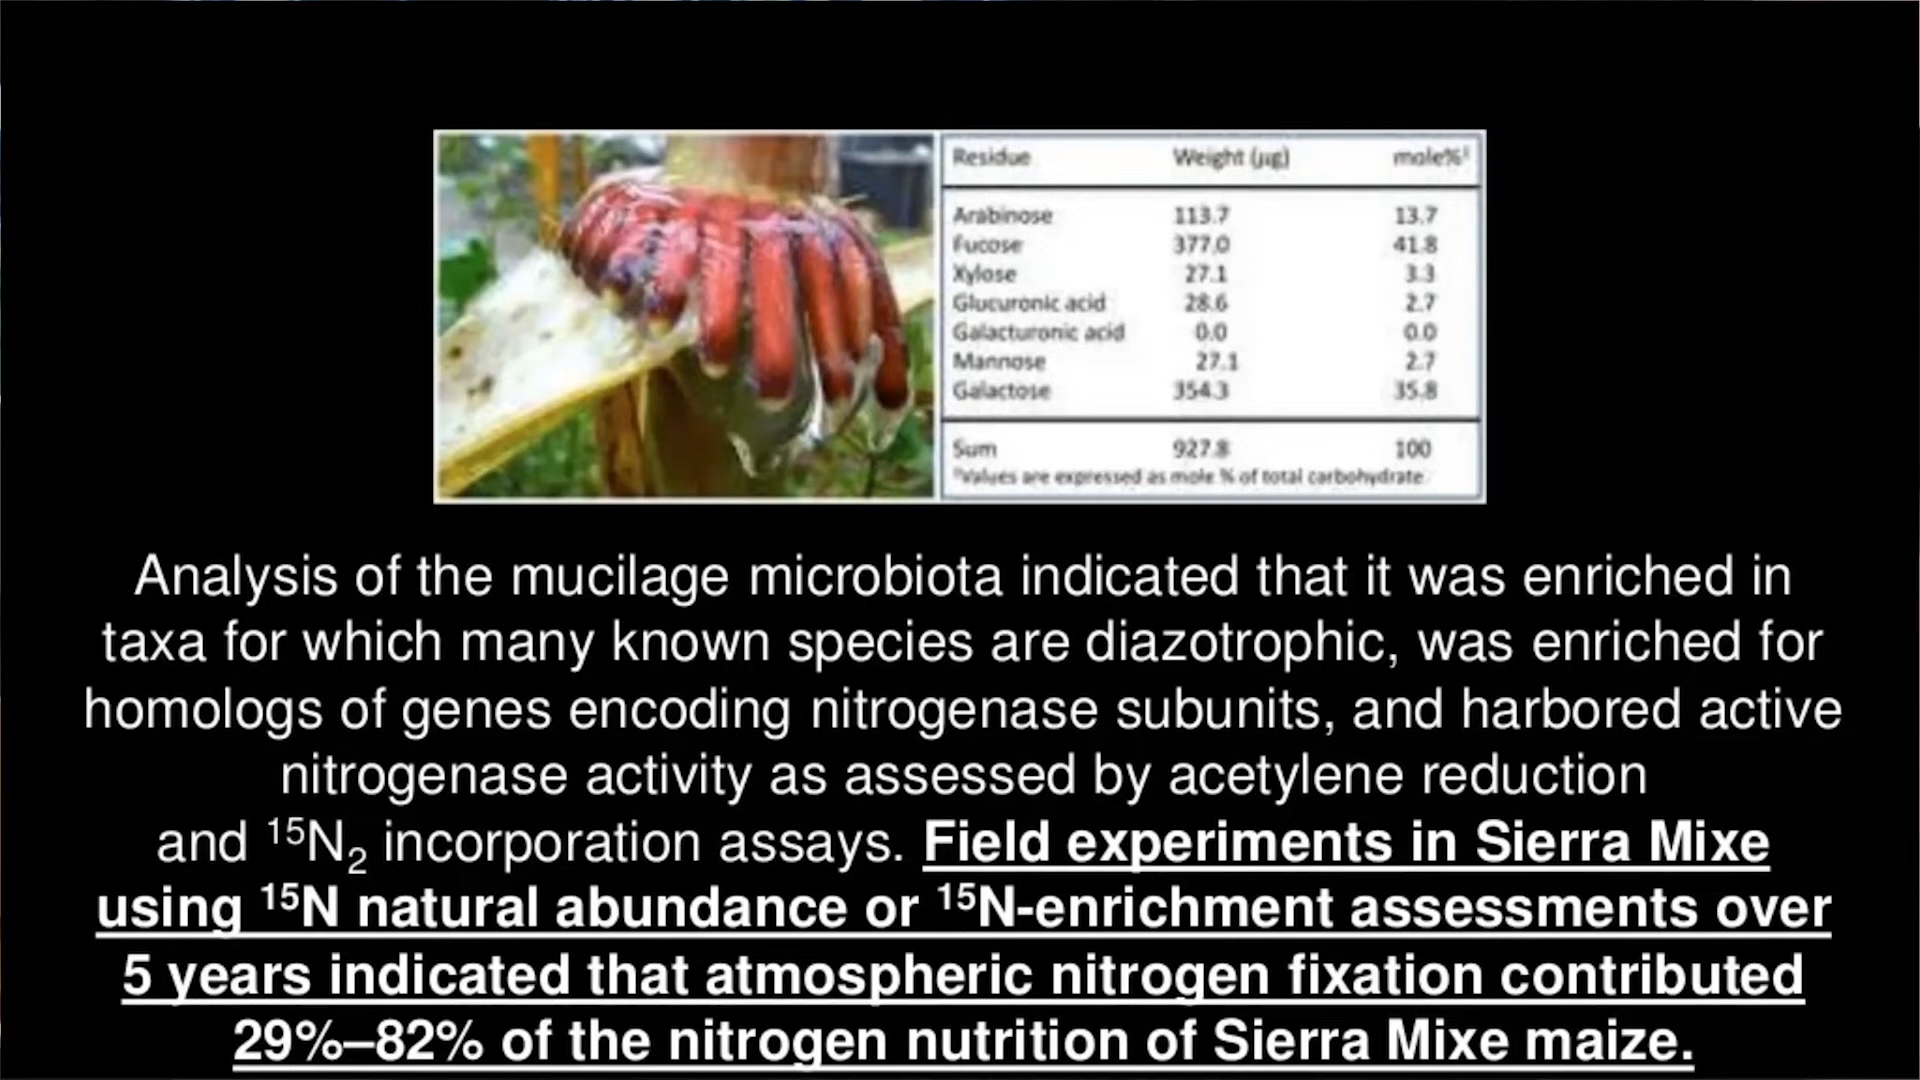 Residue Weight (µg) mole%¹
Arabinose 113.7 13.7
Fucose 377.0 41.8
Xylose 27.1 3.3
Glucuronic acid 28.6 2.7
Galacturonic acid 0.0 0.0
Mannose 27.1 2.7
Galactose 354.3 35.8
Sum 927.8 100
¹Values are expressed as mole % of total carbohydrate
Analysis of the mucilage microbiota indicated that it was enriched in
taxa for which many known species are diazotrophic, was enriched for
homologs of genes encoding nitrogenase subunits, and harbored active
nitrogenase activity as assessed by acetylene reduction
and ¹⁵N₂ incorporation assays. Field experiments in Sierra Mixe
using ¹⁵N natural abundance or ¹⁵N-enrichment assessments over
5 years indicated that atmospheric nitrogen fixation contributed
29%–82% of the nitrogen nutrition of Sierra Mixe maize.